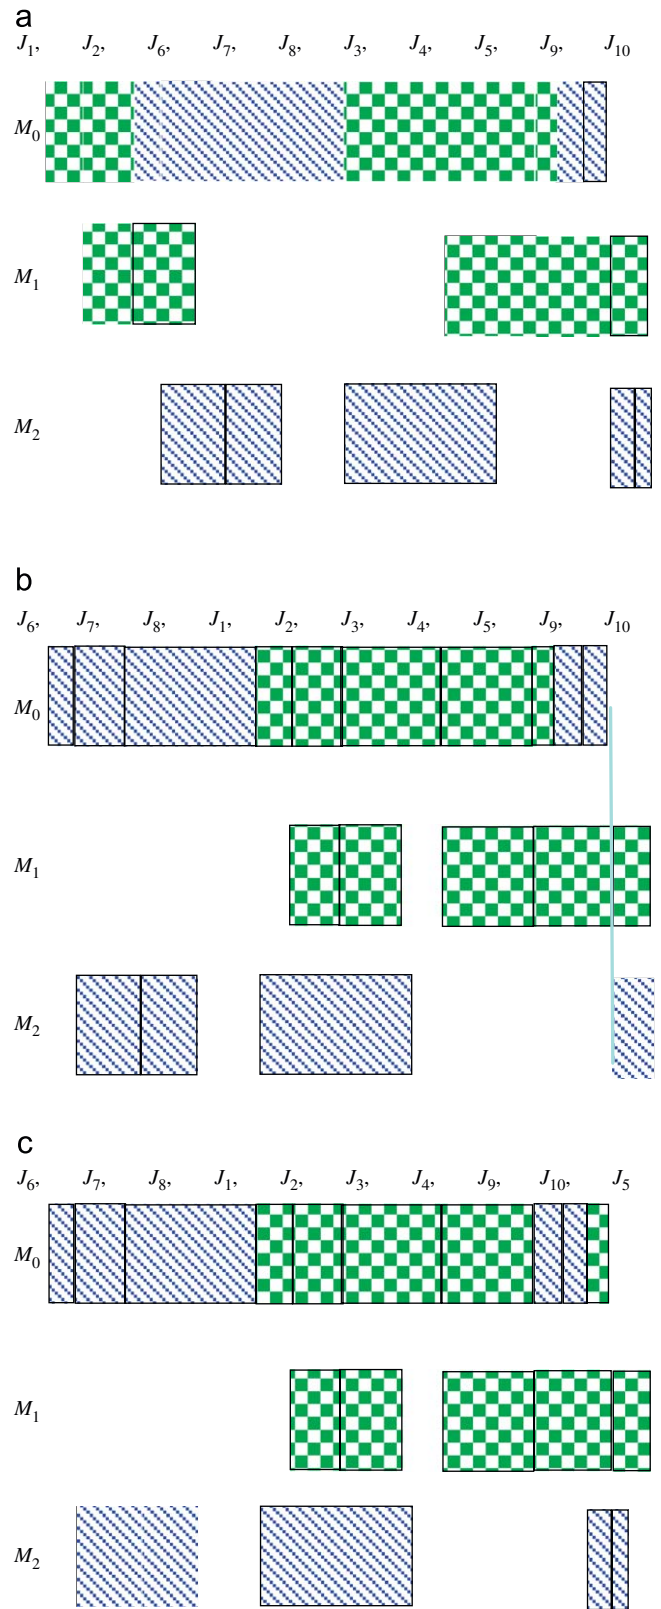 a
J1, J2, J6, J7, J8, J3, J4, J5, J9, J10
M0
M1
M2
b
J6, J7, J8, J1, J2, J3, J4, J5, J9, J10
M0
M1
M2
c
J6, J7, J8, J1, J2, J3, J4, J9, J10, J5
M0
M1
M2